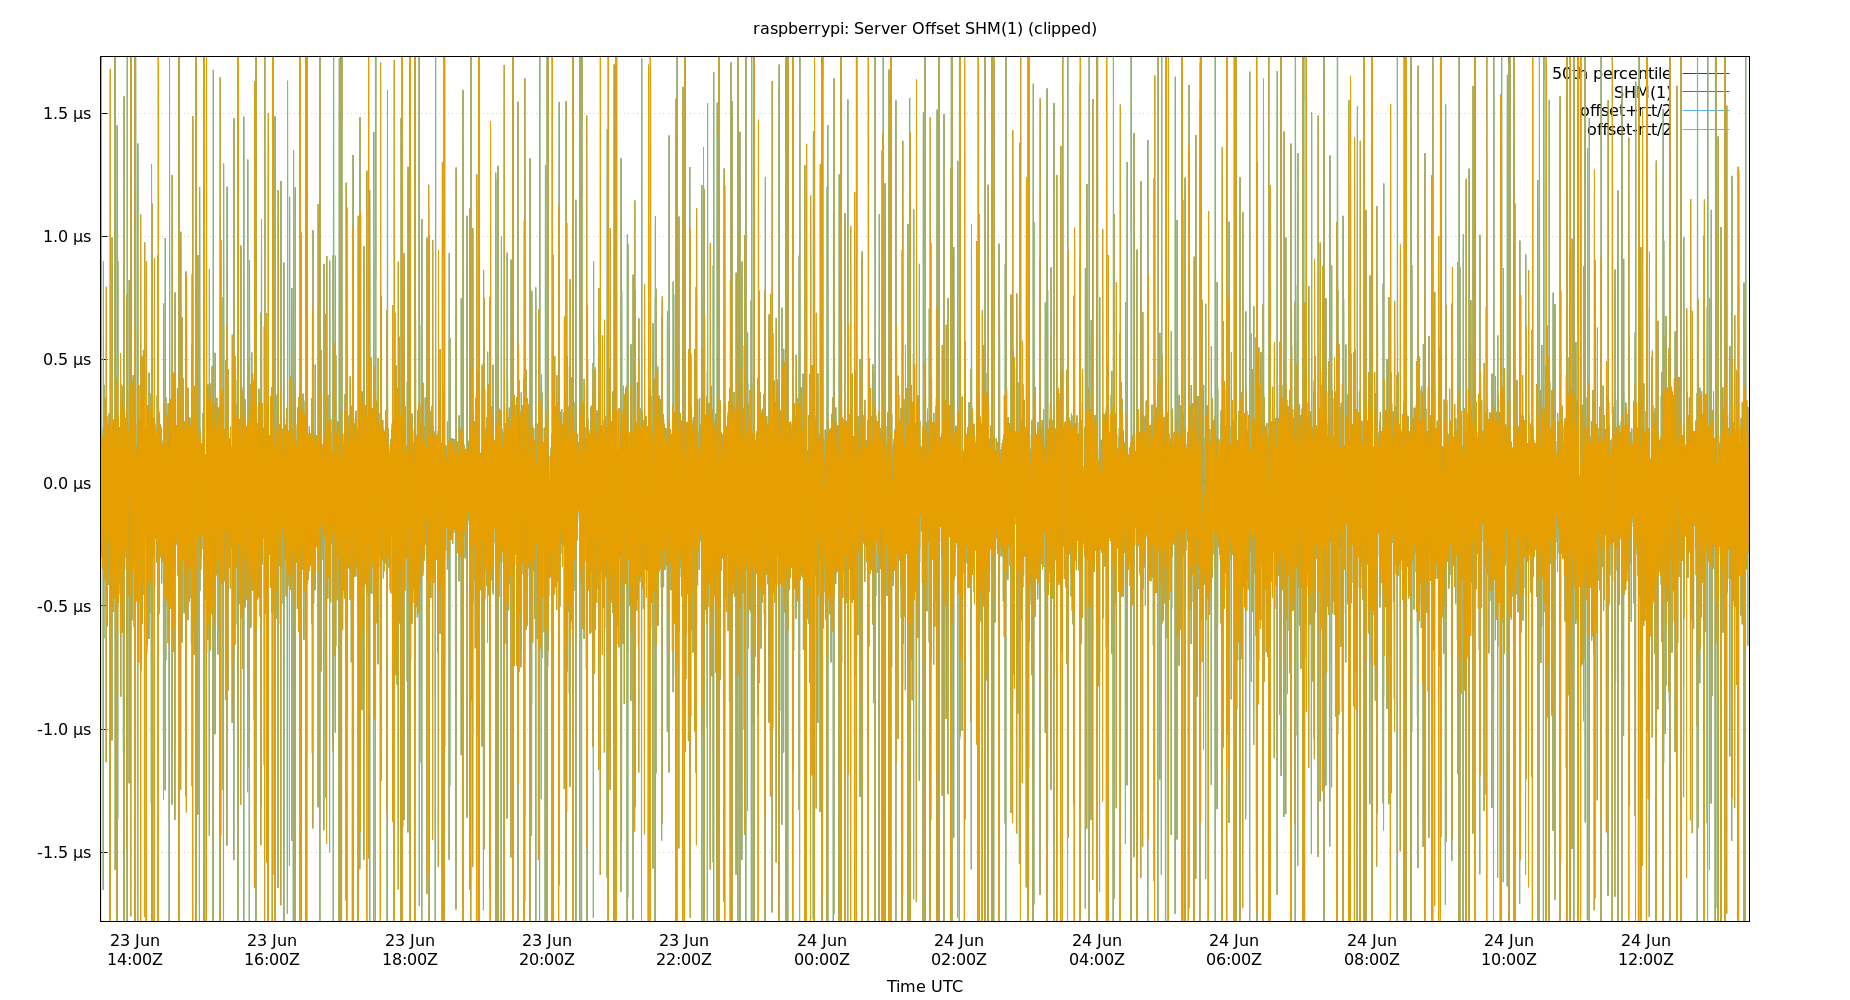 raspberrypi: Server Offset SHM(1) (clipped)
50th percentile
SHM(1)
offset+rtt/2
offset-rtt/2
1.5 µs
1.0 µs
0.5 µs
0.0 µs
-0.5 µs
-1.0 µs
-1.5 µs
23 Jun 23 Jun 23 Jun 23 Jun 23 Jun 24 Jun 24 Jun 24 Jun 24 Jun 24 Jun 24 Jun 24 Jun
14:00Z 16:00Z 18:00Z 20:00Z 22:00Z 00:00Z 02:00Z 04:00Z 06:00Z 08:00Z 10:00Z 12:00Z
Time UTC